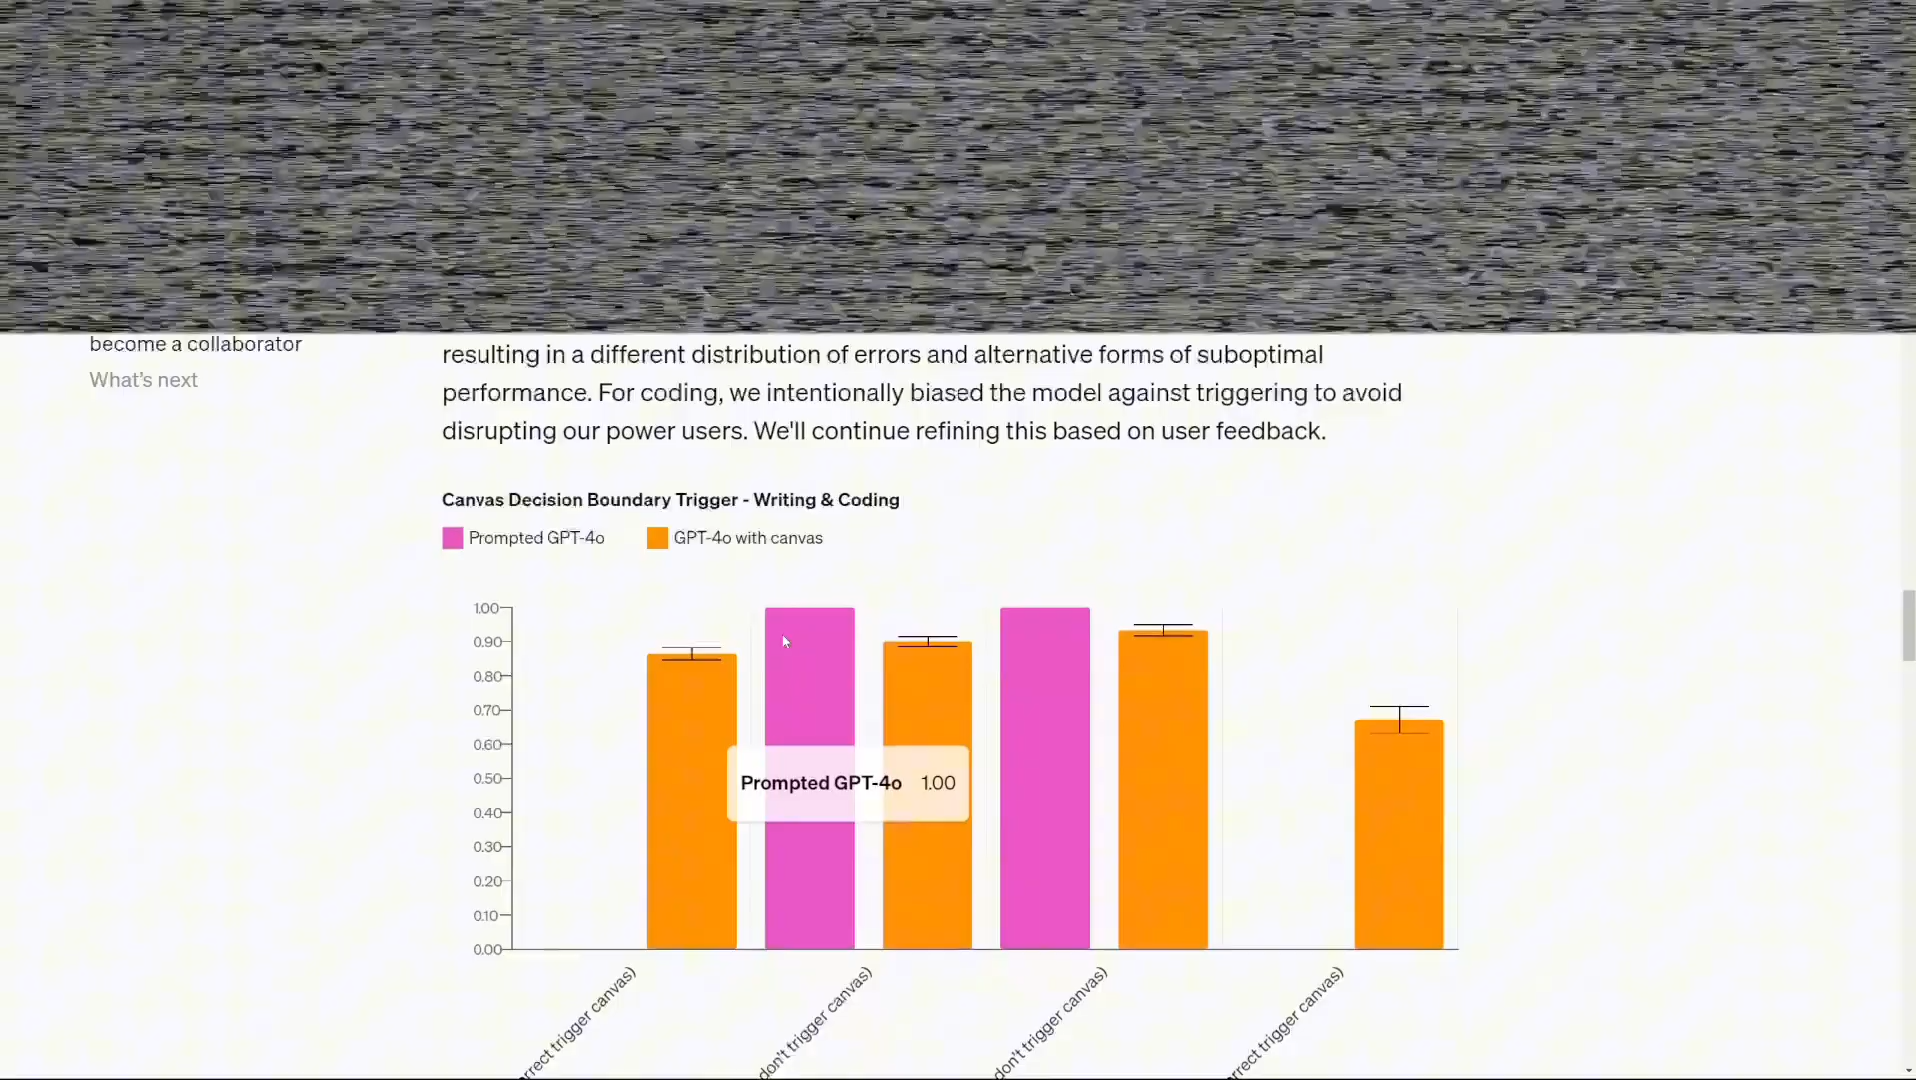 become a collaborator
What's next
resulting in a different distribution of errors and alternative forms of suboptimal
performance. For coding, we intentionally biased the model against triggering to avoid
disrupting our power users. We'll continue refining this based on user feedback.
Canvas Decision Boundary Trigger - Writing & Coding
Prompted GPT-4o
GPT-4o with canvas
1.00
0.90
0.80
0.70
0.60
0.50
0.40
0.30
0.20
0.10
0.00
Prompted GPT-4o 1.00
trigger canvas)
don't trigger canvas)
don't trigger canvas)
trigger canvas)